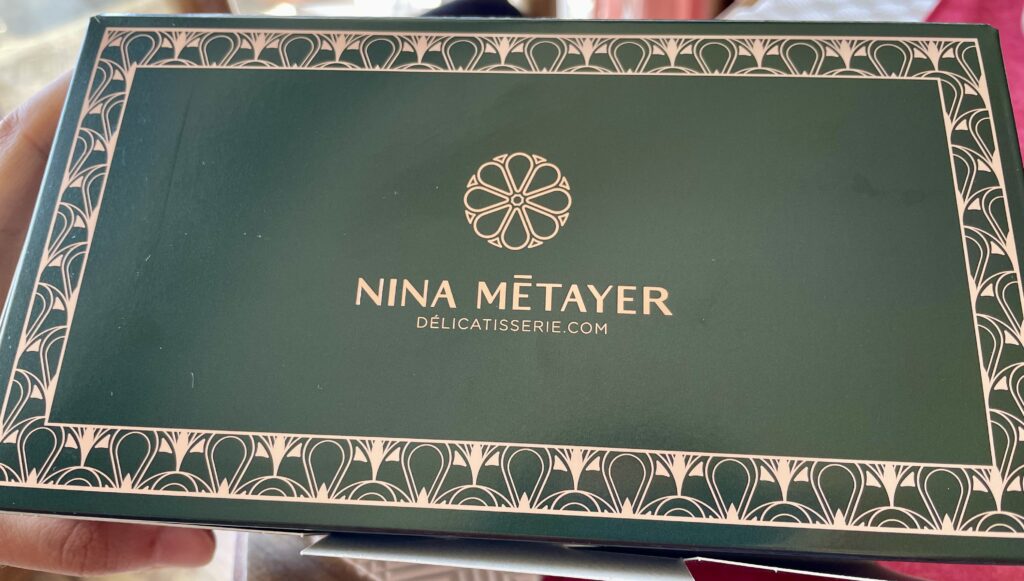 NINA MĒTAYER
DÉLICATISSERIE.COM